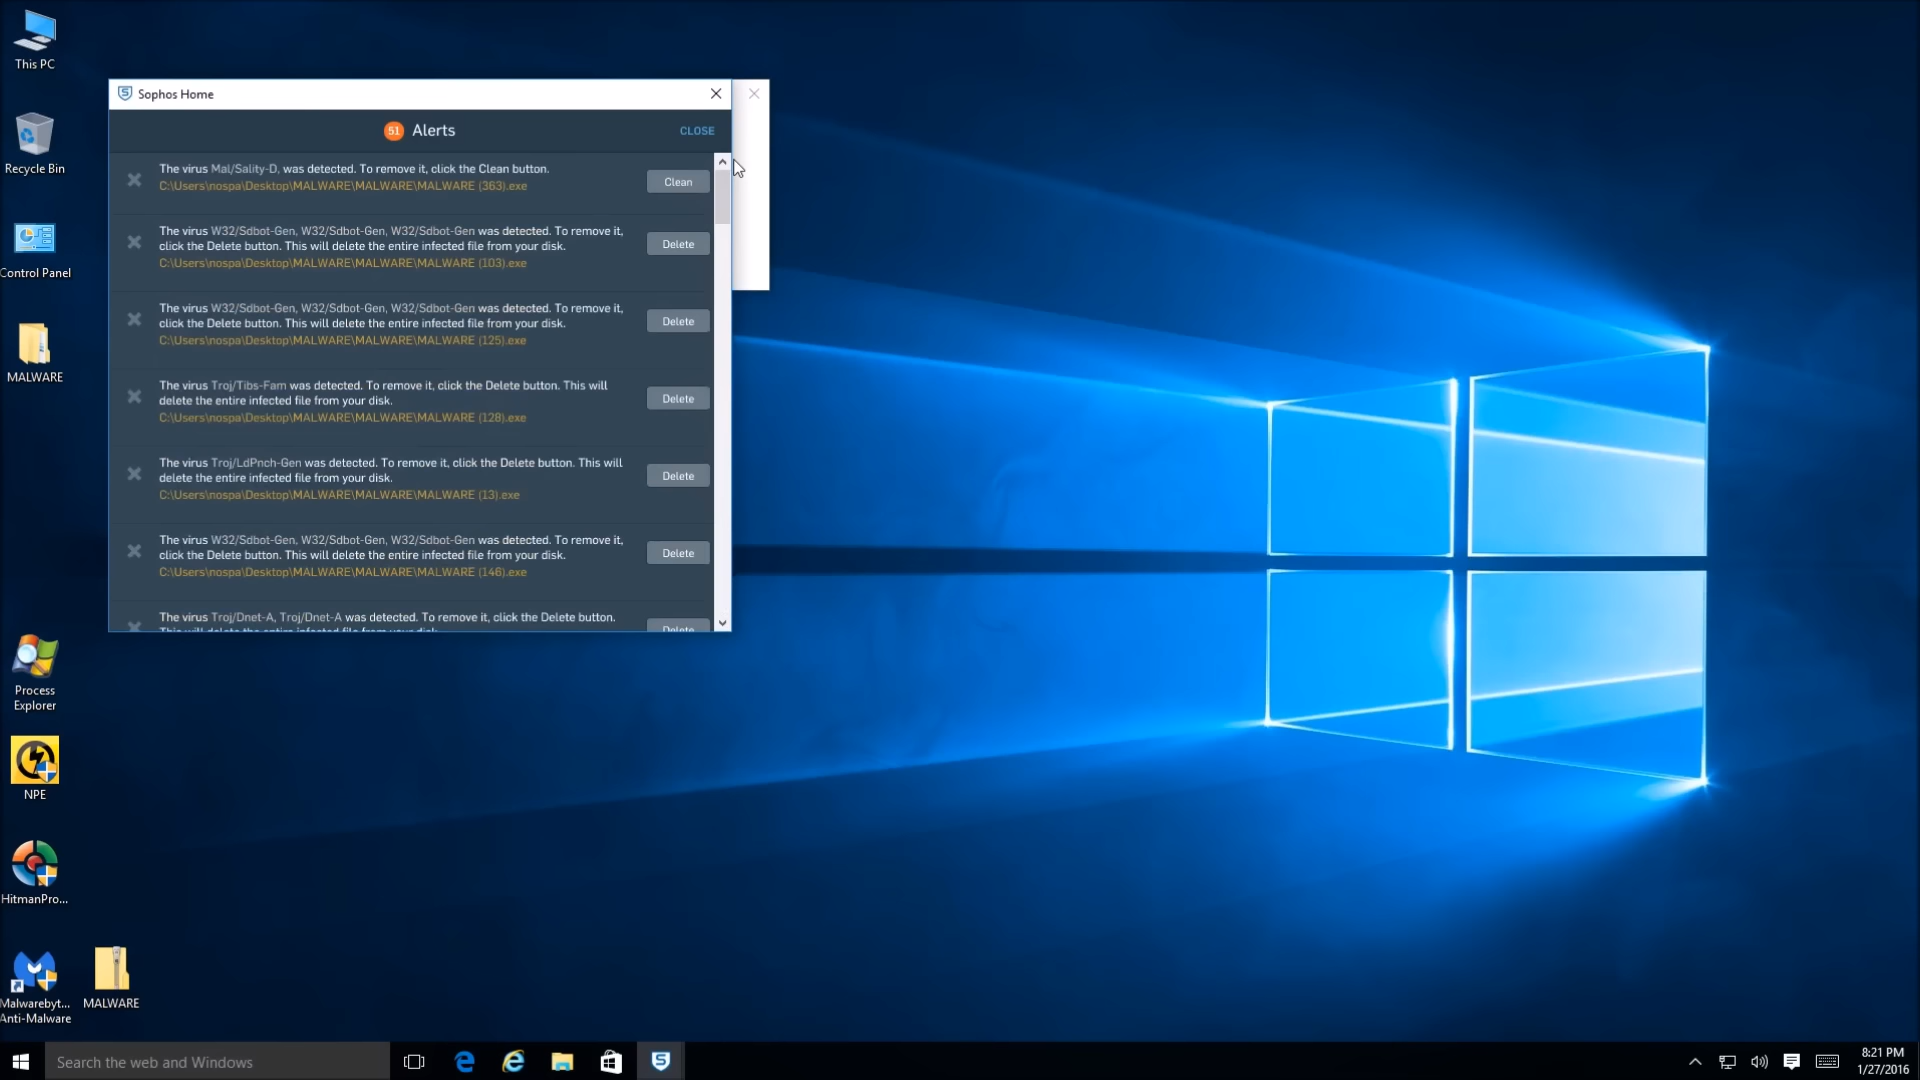 This PC
Recycle Bin
Control Panel
MALWARE
Process
Explorer
NPE
HitmanPro...
Malwarebyt...
Anti-Malware
MALWARE
Sophos Home
51 Alerts
CLOSE
The virus Mal/Sality-D, was detected. To remove it, click the Clean button.
C:\Users\nospa\Desktop\MALWARE\MALWARE\MALWARE (363).exe
Clean
The virus W32/Sdbot-Gen, W32/Sdbot-Gen, W32/Sdbot-Gen was detected. To remove it,
click the Delete button. This will delete the entire infected file from your disk.
C:\Users\nospa\Desktop\MALWARE\MALWARE\MALWARE (103).exe
Delete
The virus W32/Sdbot-Gen, W32/Sdbot-Gen, W32/Sdbot-Gen was detected. To remove it,
click the Delete button. This will delete the entire infected file from your disk.
C:\Users\nospa\Desktop\MALWARE\MALWARE\MALWARE (125).exe
Delete
The virus Troj/Tibs-Fam was detected. To remove it, click the Delete button. This will
delete the entire infected file from your disk.
C:\Users\nospa\Desktop\MALWARE\MALWARE\MALWARE (128).exe
Delete
The virus Troj/LdPnch-Gen was detected. To remove it, click the Delete button. This will
delete the entire infected file from your disk.
C:\Users\nospa\Desktop\MALWARE\MALWARE\MALWARE (13).exe
Delete
The virus W32/Sdbot-Gen, W32/Sdbot-Gen, W32/Sdbot-Gen was detected. To remove it,
click the Delete button. This will delete the entire infected file from your disk.
C:\Users\nospa\Desktop\MALWARE\MALWARE\MALWARE (146).exe
Delete
The virus Troj/Dnet-A, Troj/Dnet-A was detected. To remove it, click the Delete button.
This will delete the entire infected file from your disk.
Delete
Search the web and Windows
8:21 PM
1/27/2016